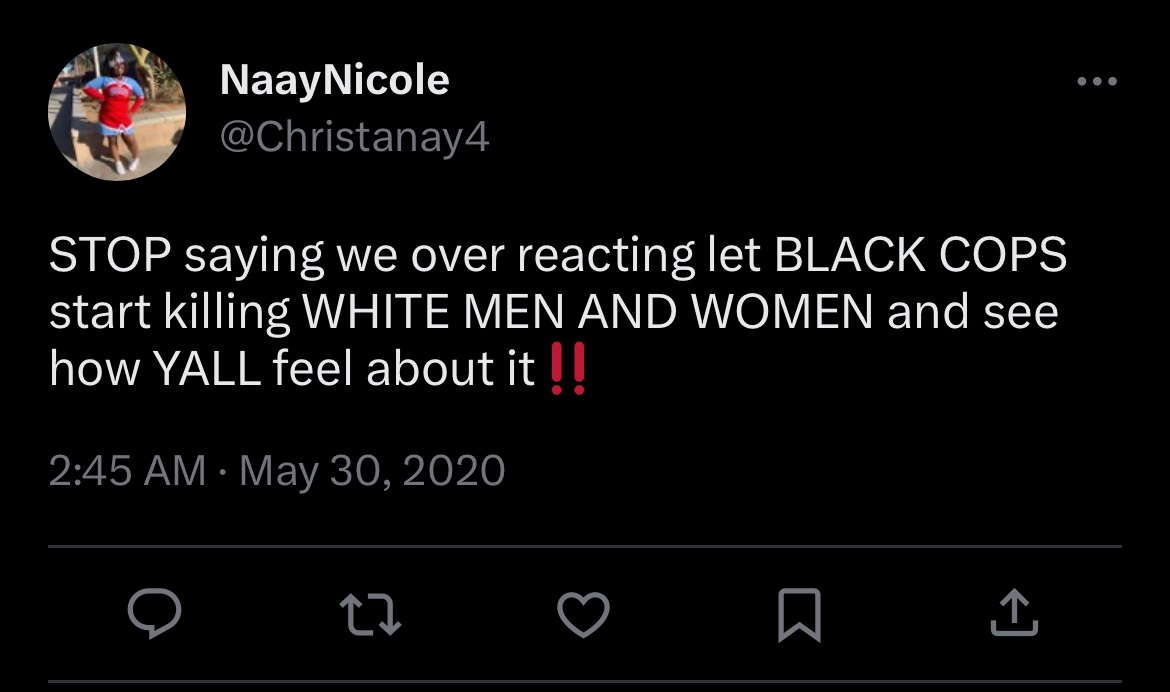 NaayNicole
@Christanay4
STOP saying we over reacting let BLACK COPS
start killing WHITE MEN AND WOMEN and see
how YALL feel about it‼️
2:45 AM · May 30, 2020